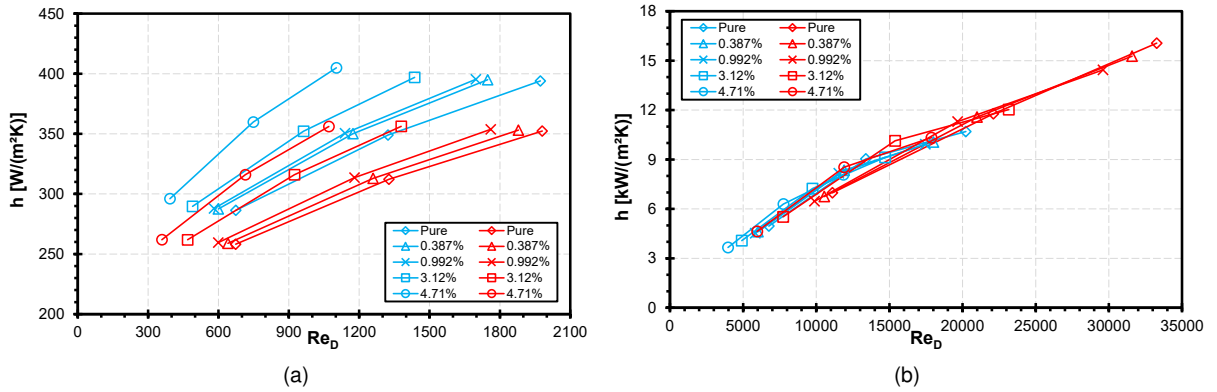 450
400
350
300
250
200
h [W/(m²K)]
0 300 600 900 1200 1500 1800 2100
Re_D
Pure Pure
0.387% 0.387%
0.992% 0.992%
3.12% 3.12%
4.71% 4.71%
(a)
18
15
12
9
6
3
0
h [kW/(m²K)]
0 5000 10000 15000 20000 25000 30000 35000
Re_D
Pure Pure
0.387% 0.387%
0.992% 0.992%
3.12% 3.12%
4.71% 4.71%
(b)